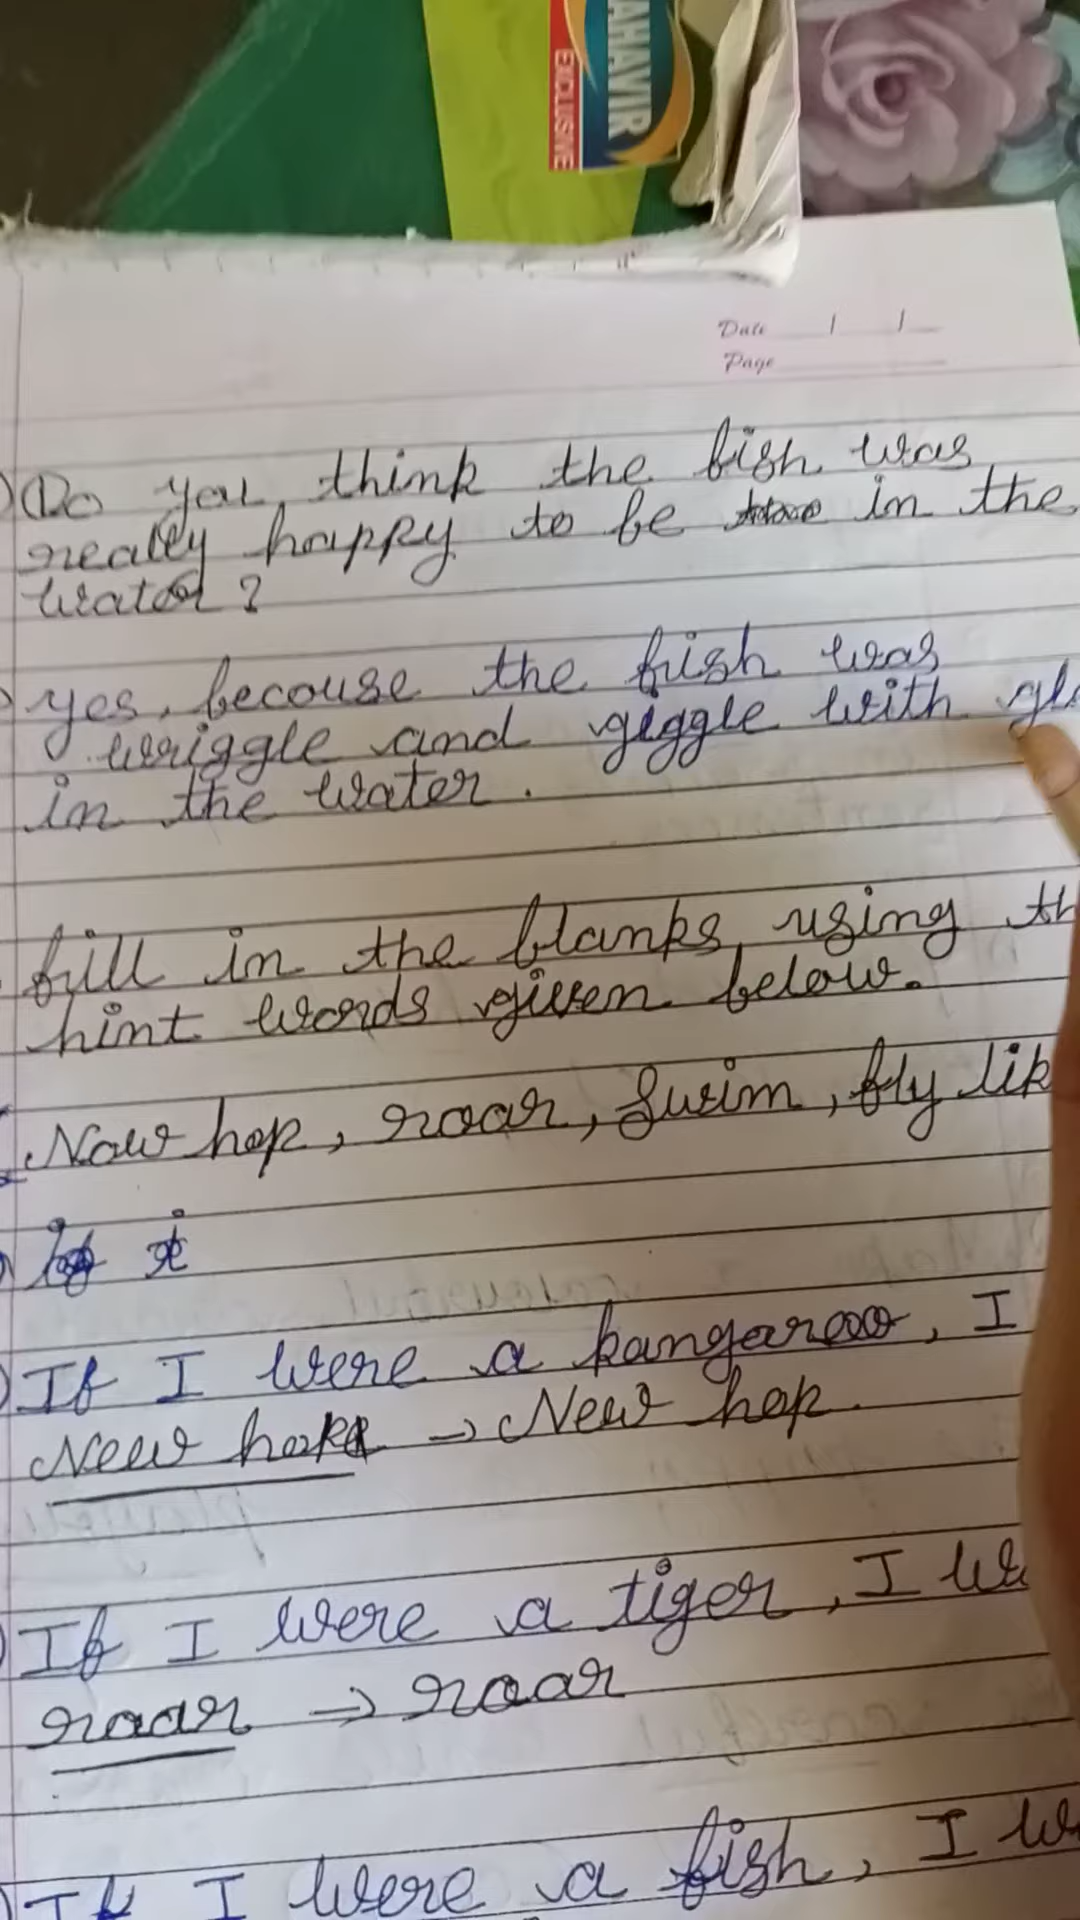 MAHAVIR
EXCLUSIVE
Date
Page
Do you think the fish was
really happy to be in the
water?
yes, becouse the fish was
wriggle and giggle with
in the water.
fill in the blanks, using
hint words given below.
Now hop, roar, swim, fly
If I were a kangaroo, I
New hop → New hop.
If I were a tiger, I
roar → roar
If I were a fish, I